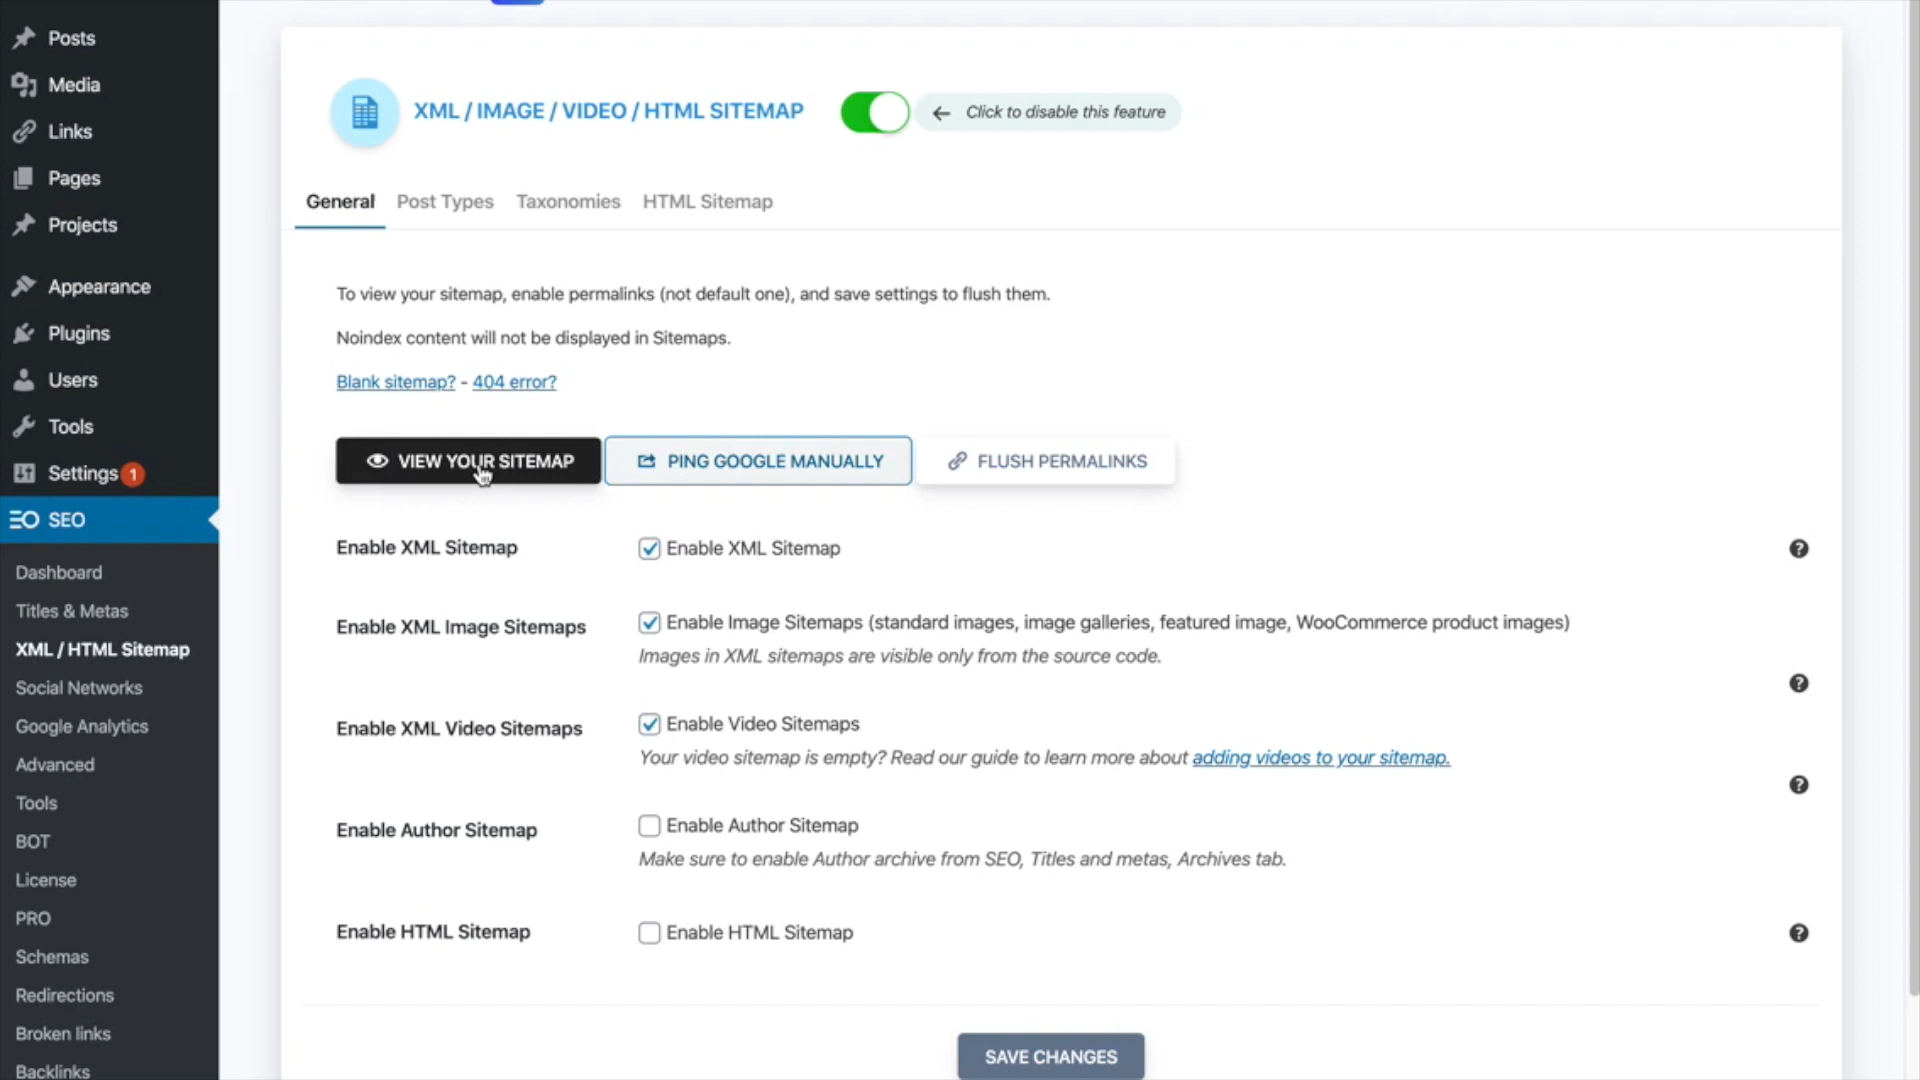 Posts
Media
Links
Pages
Projects
Appearance
Plugins
Users
Tools
Settings 1
SEO
Dashboard
Titles & Metas
XML / HTML Sitemap
Social Networks
Google Analytics
Advanced
Tools
BOT
License
PRO
Schemas
Redirections
Broken links
Backlinks
XML / IMAGE / VIDEO / HTML SITEMAP
← Click to disable this feature
General Post Types Taxonomies HTML Sitemap
To view your sitemap, enable permalinks (not default one), and save settings to flush them.
Noindex content will not be displayed in Sitemaps.
Blank sitemap? - 404 error?
VIEW YOUR SITEMAP PING GOOGLE MANUALLY FLUSH PERMALINKS
Enable XML Sitemap Enable XML Sitemap ?
Enable XML Image Sitemaps Enable Image Sitemaps (standard images, image galleries, featured image, WooCommerce product images)
Images in XML sitemaps are visible only from the source code.
?
Enable XML Video Sitemaps Enable Video Sitemaps
Your video sitemap is empty? Read our guide to learn more about adding videos to your sitemap.
?
Enable Author Sitemap Enable Author Sitemap
Make sure to enable Author archive from SEO, Titles and metas, Archives tab.
Enable HTML Sitemap Enable HTML Sitemap ?
SAVE CHANGES